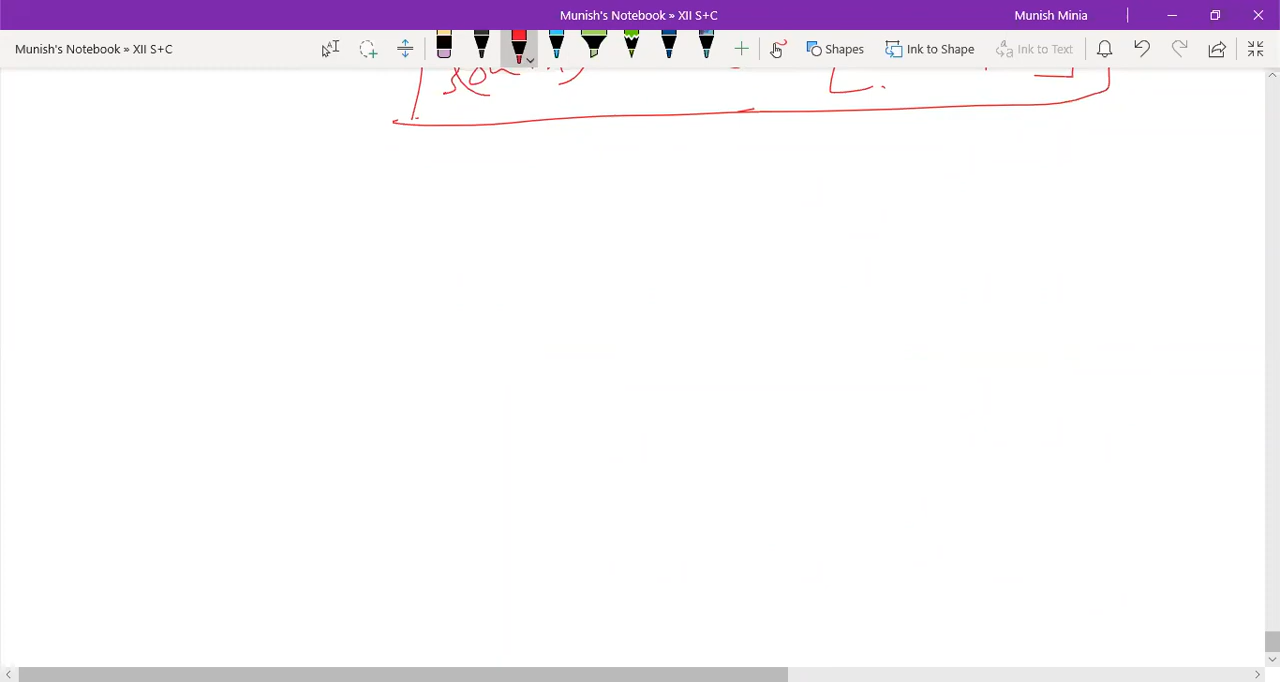 Munish's Notebook » XII S+C
Munish Minia
Munish's Notebook » XII S+C
Shapes
Ink to Shape
Ink to Text